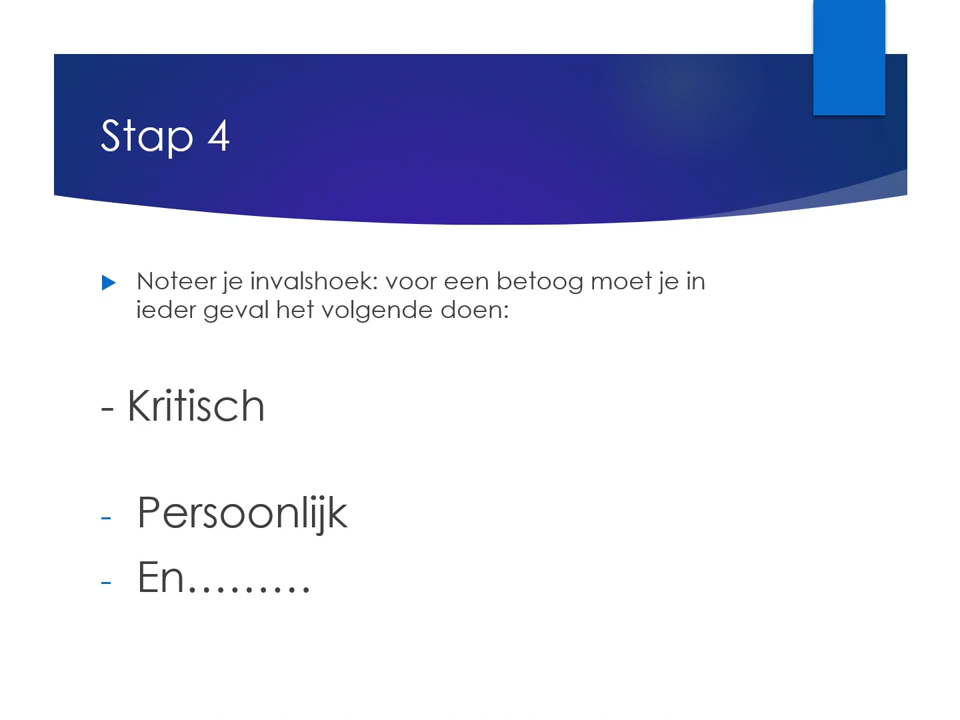 Stap 4
Noteer je invalshoek: voor een betoog moet je in
ieder geval het volgende doen:
- Kritisch
- Persoonlijk
- En.........